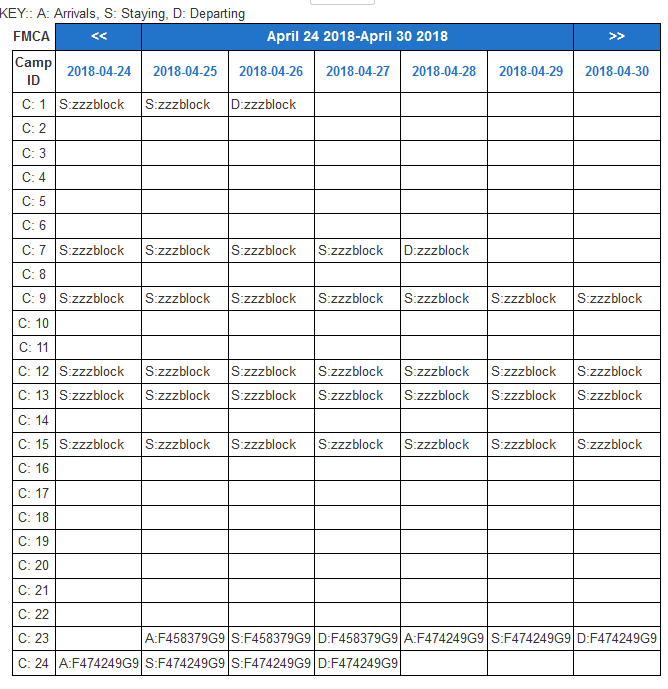 KEY:: A: Arrivals, S: Staying, D: Departing
FMCA << April 24 2018-April 30 2018 >>
Camp ID 2018-04-24 2018-04-25 2018-04-26 2018-04-27 2018-04-28 2018-04-29 2018-04-30
C: 1 S:zzzblock S:zzzblock D:zzzblock
C: 2
C: 3
C: 4
C: 5
C: 6
C: 7 S:zzzblock S:zzzblock S:zzzblock S:zzzblock D:zzzblock
C: 8
C: 9 S:zzzblock S:zzzblock S:zzzblock S:zzzblock S:zzzblock S:zzzblock S:zzzblock
C: 10
C: 11
C: 12 S:zzzblock S:zzzblock S:zzzblock S:zzzblock S:zzzblock S:zzzblock S:zzzblock
C: 13 S:zzzblock S:zzzblock S:zzzblock S:zzzblock S:zzzblock S:zzzblock S:zzzblock
C: 14
C: 15 S:zzzblock S:zzzblock S:zzzblock S:zzzblock S:zzzblock S:zzzblock S:zzzblock
C: 16
C: 17
C: 18
C: 19
C: 20
C: 21
C: 22
C: 23 A:F458379G9 S:F458379G9 D:F458379G9 A:F474249G9 S:F474249G9 D:F474249G9
C: 24 A:F474249G9 S:F474249G9 S:F474249G9 D:F474249G9